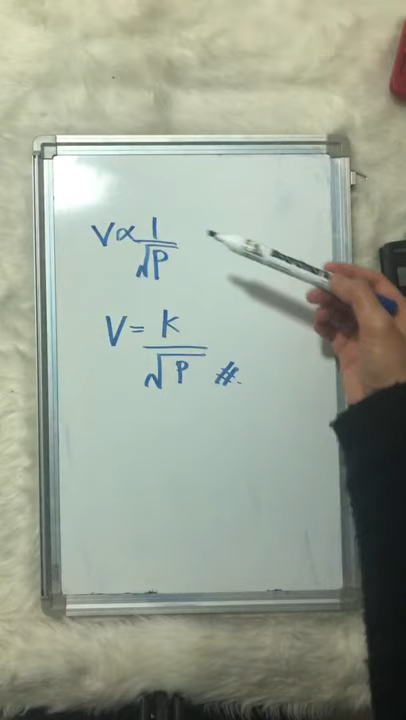 V ∝ 1/√P
V = K/√P #.